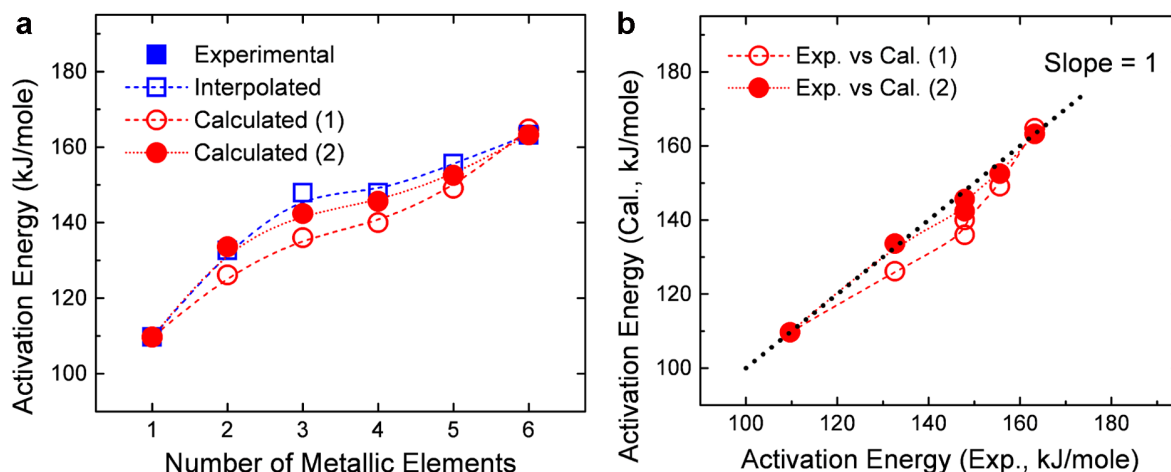 a
Activation Energy (kJ/mole)
180
160
140
120
100
Experimental
Interpolated
Calculated (1)
Calculated (2)
1 2 3 4 5 6
Number of Metallic Elements
b
Activation Energy (Cal., kJ/mole)
180
160
140
120
100
Exp. vs Cal. (1)
Exp. vs Cal. (2)
Slope = 1
100 120 140 160 180
Activation Energy (Exp., kJ/mole)